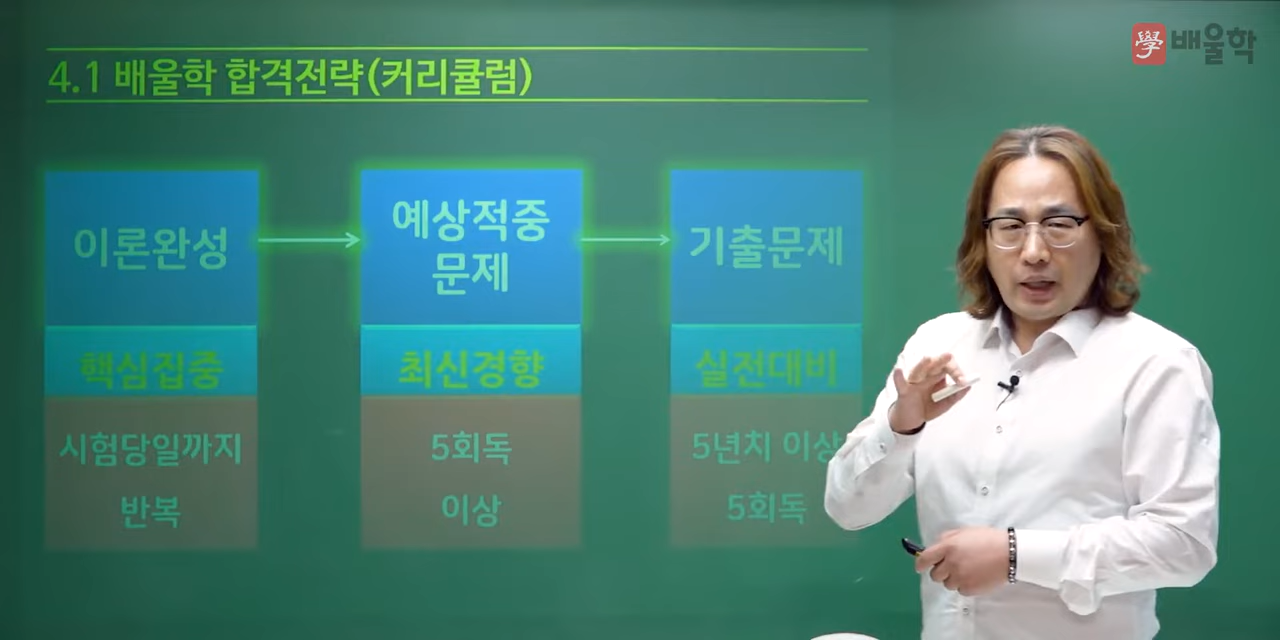 學 배울학
4.1 배울학 합격전략(커리큘럼)
이론완성
핵심집중
시험당일까지
반복
예상적중
문제
최신경향
5회독
이상
기출문제
실전대비
5년치 이상
5회독